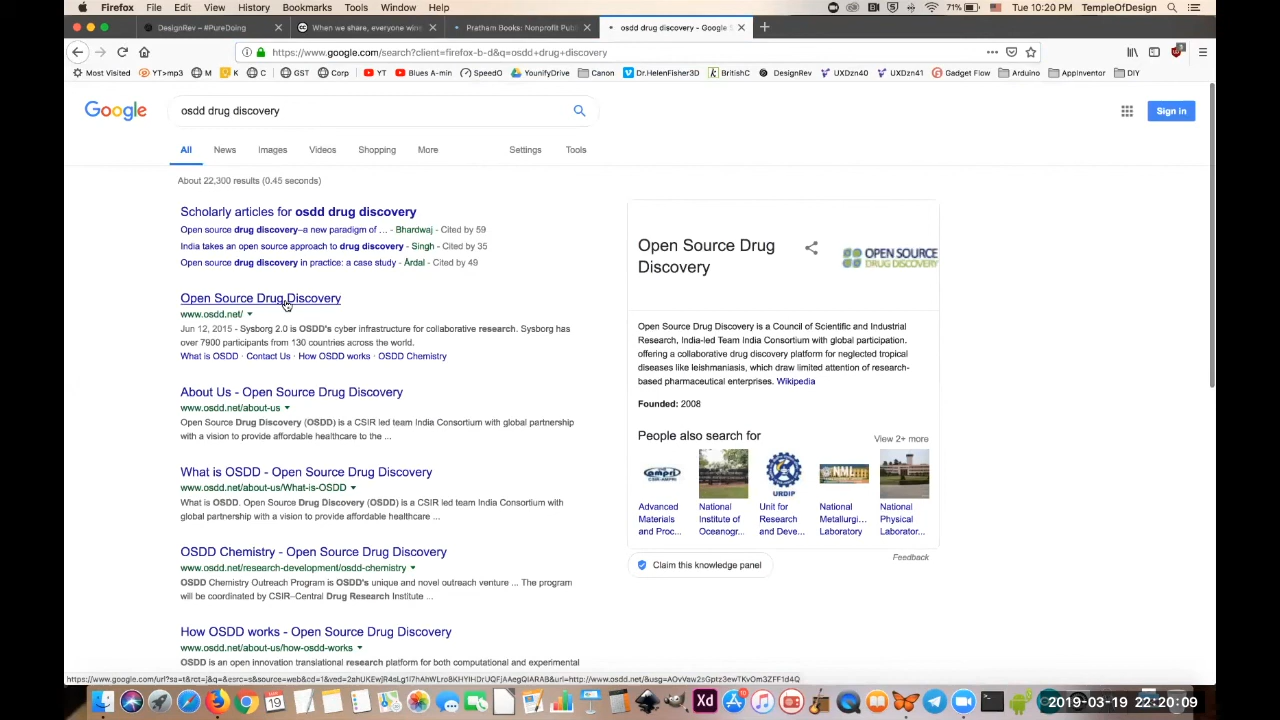 Firefox File Edit View History Bookmarks Tools Window Help 71% Tue 10:20 PM TempleOfDesign
DesignRev – #PureDoing
When we share, everyone wins
Pratham Books: Nonprofit Publ
osdd drug discovery - Google S
https://www.google.com/search?client=firefox-b-d&q=osdd+drug+discovery
Most Visited YT>mp3 M K C GST Corp YT Blues A-min SpeedO YounifyDrive Canon Dr.HelenFisher3D BritishC DesignRev UXDzn40 UXDzn41 Gadget Flow Arduino AppInventor DIY
Google
osdd drug discovery
Sign in
All News Images Videos Shopping More Settings Tools
About 22,300 results (0.45 seconds)
Scholarly articles for osdd drug discovery
Open source drug discovery–a new paradigm of ... - Bhardwaj - Cited by 59
India takes an open source approach to drug discovery - Singh - Cited by 35
Open source drug discovery in practice: a case study - Årdal - Cited by 49
Open Source Drug Discovery
www.osdd.net/
Jun 12, 2015 - Sysborg 2.0 is OSDD's cyber infrastructure for collaborative research. Sysborg has
over 7900 participants from 130 countries across the world.
What is OSDD · Contact Us · How OSDD works · OSDD Chemistry
About Us - Open Source Drug Discovery
www.osdd.net/about-us
Open Source Drug Discovery (OSDD) is a CSIR led team India Consortium with global partnership
with a vision to provide affordable healthcare to the ...
What is OSDD - Open Source Drug Discovery
www.osdd.net/about-us/What-is-OSDD
What is OSDD. Open Source Drug Discovery (OSDD) is a CSIR led team India Consortium with
global partnership with a vision to provide affordable healthcare ...
OSDD Chemistry - Open Source Drug Discovery
www.osdd.net/research-development/osdd-chemistry
OSDD Chemistry Outreach Program is OSDD's unique and novel outreach venture ... The program
will be coordinated by CSIR–Central Drug Research Institute ...
How OSDD works - Open Source Drug Discovery
www.osdd.net/about-us/how-osdd-works
OSDD is an open innovation translational research platform for both computational and experimental
Open Source Drug
Discovery
OPEN SOURCE
DRUG DISCOVERY
Open Source Drug Discovery is a Council of Scientific and Industrial
Research, India-led Team India Consortium with global participation.
offering a collaborative drug discovery platform for neglected tropical
diseases like leishmaniasis, which draw limited attention of research-
based pharmaceutical enterprises. Wikipedia
Founded: 2008
People also search for
View 2+ more
ampri
URDIP
NML
Advanced
Materials
and Proc...
National
Institute of
Oceanogr...
Unit for
Research
and Deve...
National
Metallurgi...
Laboratory
National
Physical
Laborator...
Feedback
Claim this knowledge panel
19
Xd
2019-03-19 22:20:09